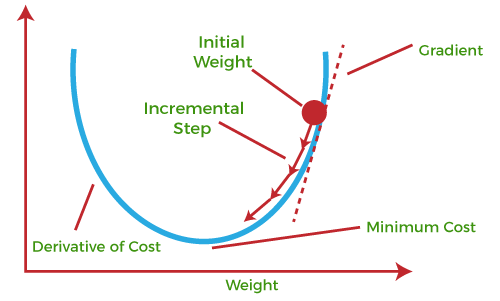 Initial
Weight
Gradient
Incremental
Step
Derivative of Cost
Minimum Cost
Weight